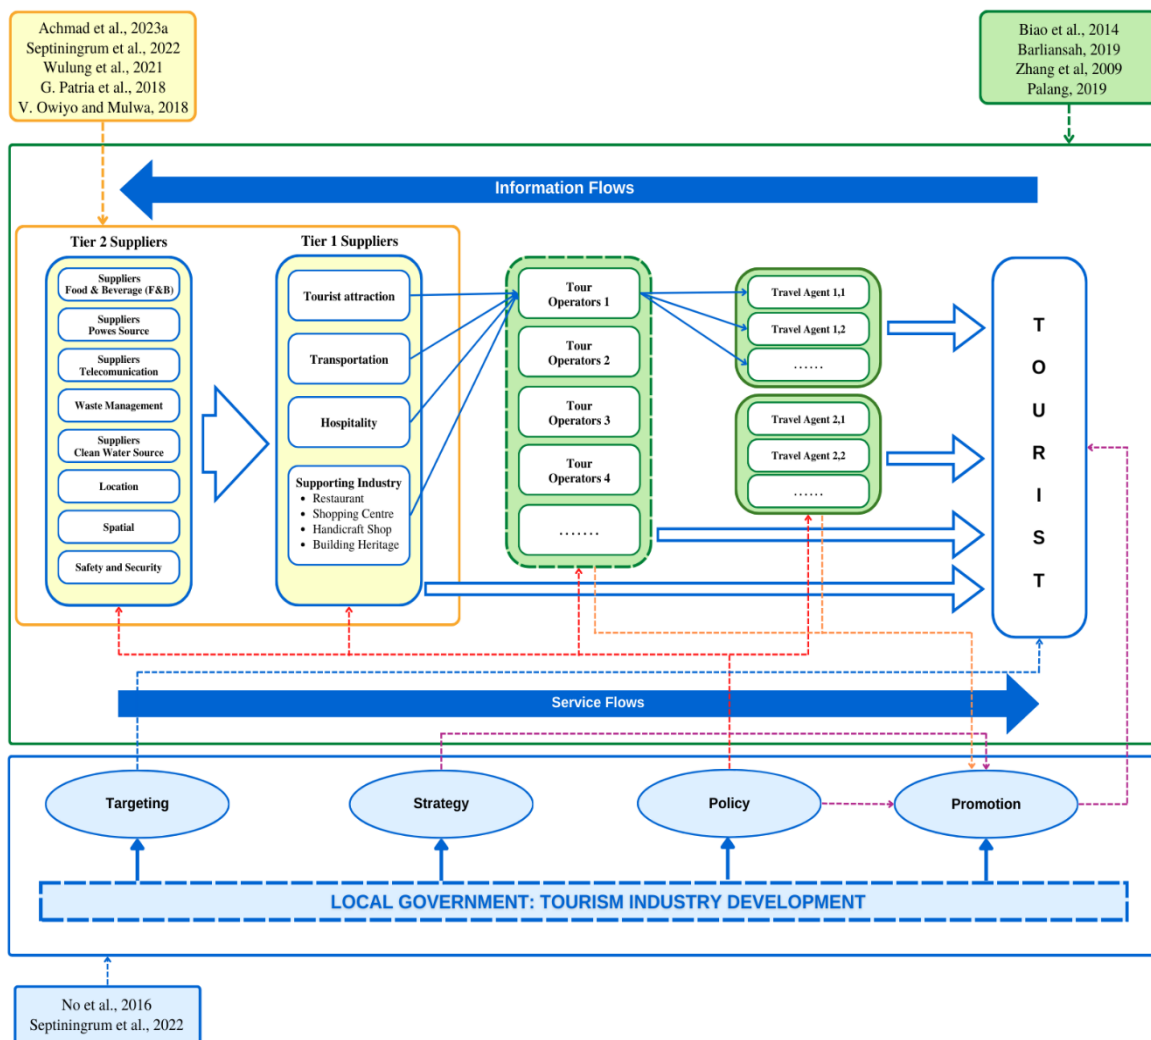 Achmad et al., 2023a
Septiningrum et al., 2022
Wulung et al., 2021
G. Patria et al., 2018
V. Owiyo and Mulwa, 2018
Biao et al., 2014
Barliansah, 2019
Zhang et al, 2009
Palang, 2019
Information Flows
Tier 2 Suppliers
Suppliers
Food & Beverage (F&B)
Suppliers
Powes Source
Suppliers
Telecomunication
Waste Management
Suppliers
Clean Water Source
Location
Spatial
Safety and Security
Tier 1 Suppliers
Tourist attraction
Transportation
Hospitality
Supporting Industry
• Restaurant
• Shopping Centre
• Handicraft Shop
• Building Heritage
Tour
Operators 1
Tour
Operators 2
Tour
Operators 3
Tour
Operators 4
.......
Travel Agent 1,1
Travel Agent 1,2
......
Travel Agent 2,1
Travel Agent 2,2
......
T
O
U
R
I
S
T
Service Flows
Targeting
Strategy
Policy
Promotion
LOCAL GOVERNMENT: TOURISM INDUSTRY DEVELOPMENT
No et al., 2016
Septiningrum et al., 2022